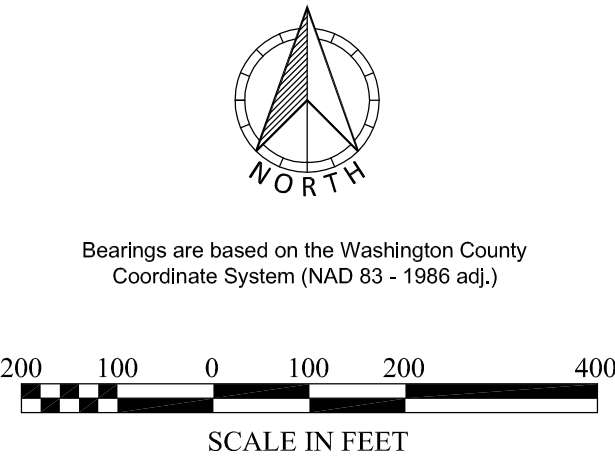 NORTH
Bearings are based on the Washington County
Coordinate System (NAD 83 - 1986 adj.)
200 100 0 100 200 400
SCALE IN FEET